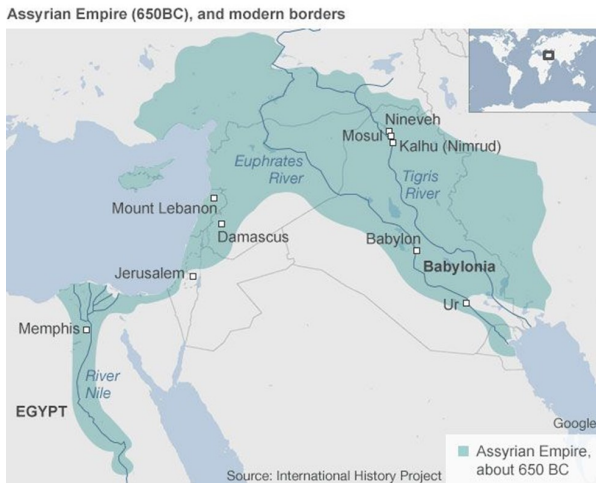 Assyrian Empire (650BC), and modern borders
Nineveh
Mosul
Kalhu (Nimrud)
Euphrates
River
Tigris
River
Mount Lebanon
Damascus
Babylon
Babylonia
Jerusalem
Ur
Memphis
River
Nile
EGYPT
Google
Assyrian Empire,
about 650 BC
Source: International History Project